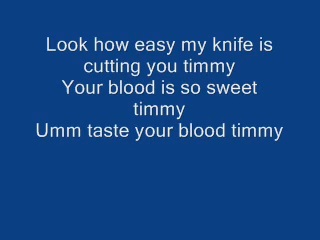 Look how easy my knife is
cutting you timmy
Your blood is so sweet
timmy
Umm taste your blood timmy